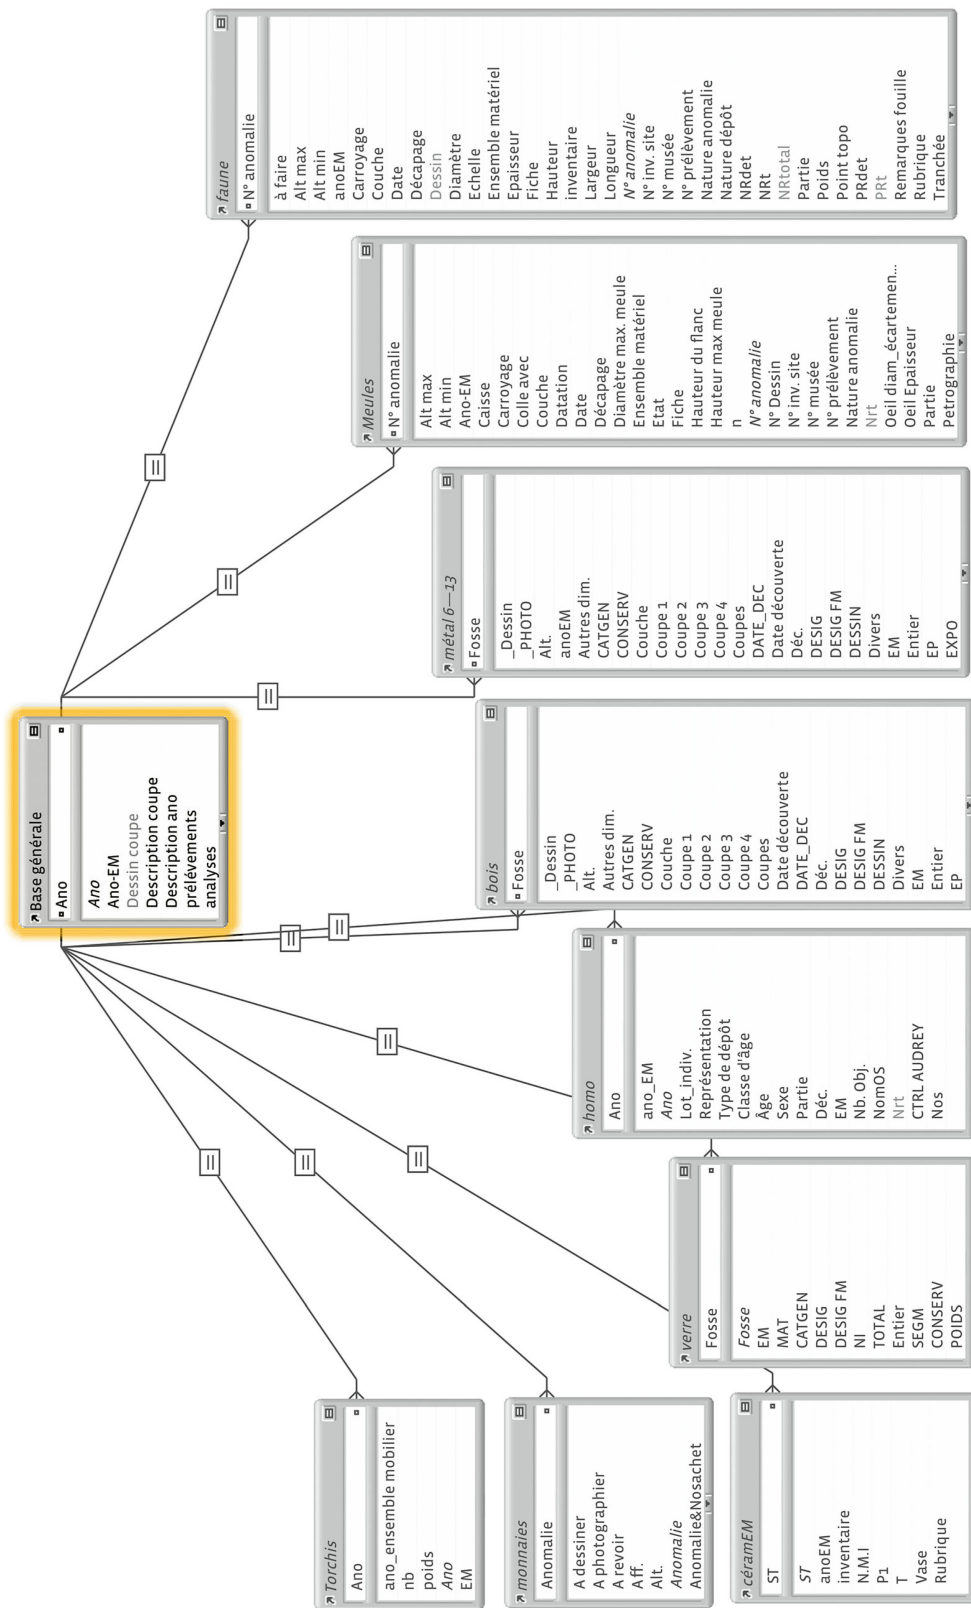 Base générale
Ano
Ano
Ano-EM
Dessin coupe
Description coupe
Description ano
prélèvements
analyses
Torchis
Ano
ano_ensemble mobilier
nb
poids
Ano
EM
monnaies
Anomalie
A dessiner
A photographier
A revoir
Aff.
Alt.
Anomalie
Anomalie&Nosachet
céramEM
ST
ST
anoEM
inventaire
N.M.I
P1
T
Vase
Rubrique
verre
Fosse
Fosse
EM
MAT
CATGEN
DESIG
DESIG FM
NI
TOTAL
Entier
SEGM
CONSERV
POIDS
homo
Ano
ano_EM
Ano
Lot_indiv.
Représentation
Type de dépôt
Classe d'âge
Âge
Sexe
Partie
Déc.
EM
Nb. Obj.
NomOS
Nrt
CTRL AUDREY
Nos
bois
Fosse
_Dessin
_PHOTO
Alt.
Autres dim.
CATGEN
CONSERV
Couche
Coupe 1
Coupe 2
Coupe 3
Coupe 4
Coupes
Date découverte
DATE_DEC
Déc.
DESIG
DESIG FM
DESSIN
Divers
EM
Entier
EP
métal 6—13
Fosse
_Dessin
_PHOTO
Alt.
anoEM
Autres dim.
CATGEN
CONSERV
Couche
Coupe 1
Coupe 2
Coupe 3
Coupe 4
Coupes
DATE_DEC
Date découverte
Déc.
DESIG
DESIG FM
DESSIN
Divers
EM
Entier
EP
EXPO
Meules
N° anomalie
Alt max
Alt min
Ano-EM
Caisse
Carroyage
Colle avec
Couche
Datation
Date
Décapage
Diamètre max. meule
Ensemble matériel
Etat
Fiche
Hauteur du flanc
Hauteur max meule
n
N° anomalie
N° Dessin
N° inv. site
N° musée
N° prélèvement
Nature anomalie
Nrt
Oeil diam_écartemen...
Oeil Epaisseur
Partie
Petrographie
faune
N° anomalie
à faire
Alt max
Alt min
anoEM
Carroyage
Couche
Date
Décapage
Dessin
Diamètre
Echelle
Ensemble matériel
Epaisseur
Fiche
Hauteur
inventaire
Largeur
Longueur
N° anomalie
N° inv. site
N° musée
N° prélèvement
Nature anomalie
Nature dépôt
NRdet
NRt
NRtotal
Partie
Poids
Point topo
PRdet
PRt
Remarques fouille
Rubrique
Tranchée